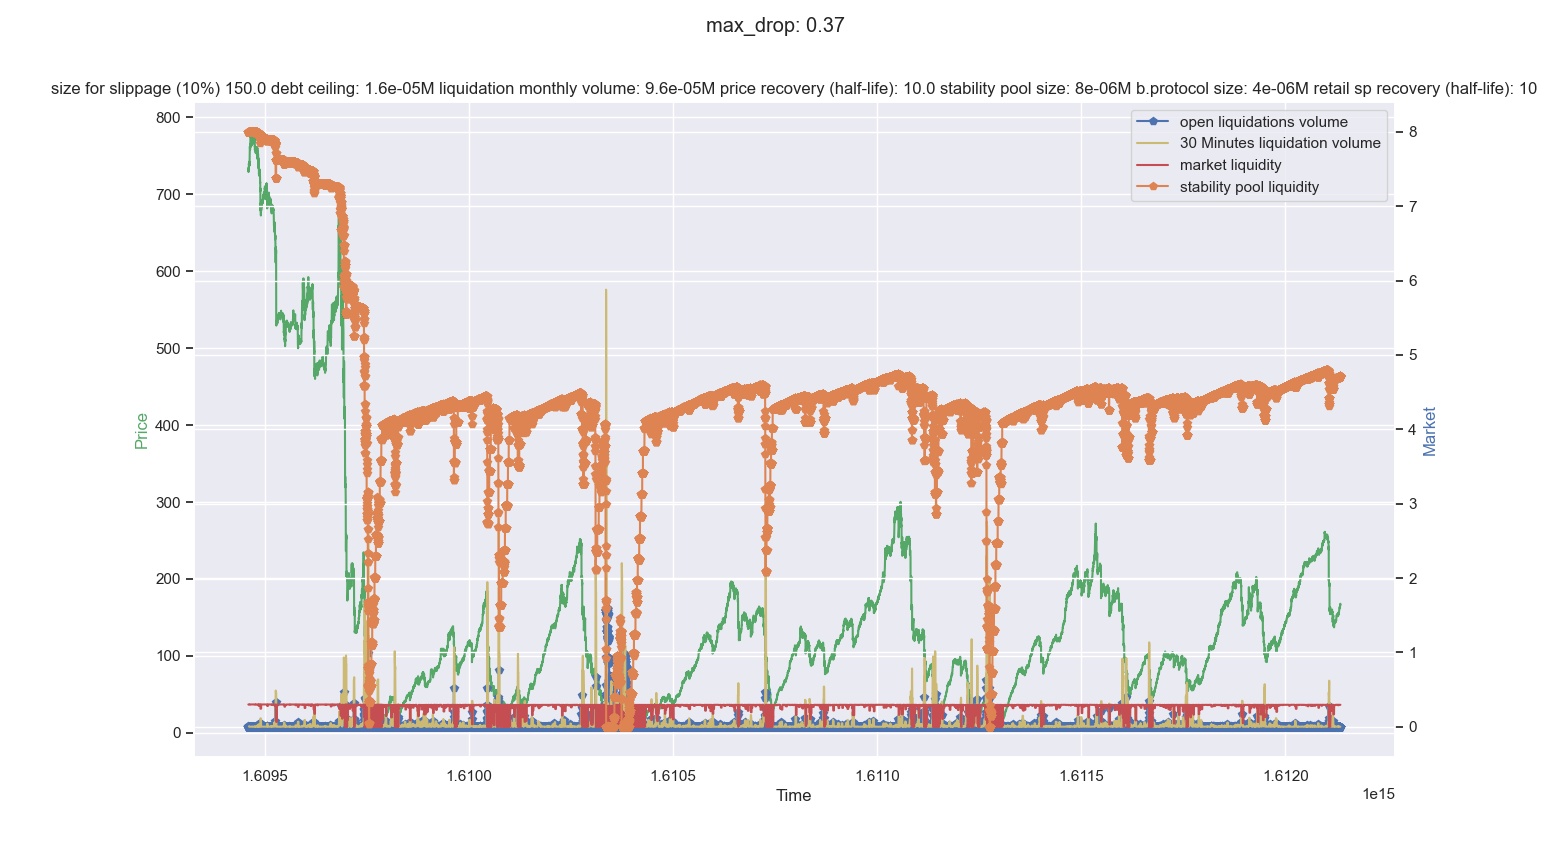 max_drop: 0.37
size for slippage (10%) 150.0 debt ceiling: 1.6e-05M liquidation monthly volume: 9.6e-05M price recovery (half-life): 10.0 stability pool size: 8e-06M b.protocol size: 4e-06M retail sp recovery (half-life): 10
open liquidations volume
30 Minutes liquidation volume
market liquidity
stability pool liquidity
800
700
600
500
400
300
200
100
0
Price
8
7
6
5
4
3
2
1
0
Market
1.6095 1.6100 1.6105 1.6110 1.6115 1.6120
Time
1e15